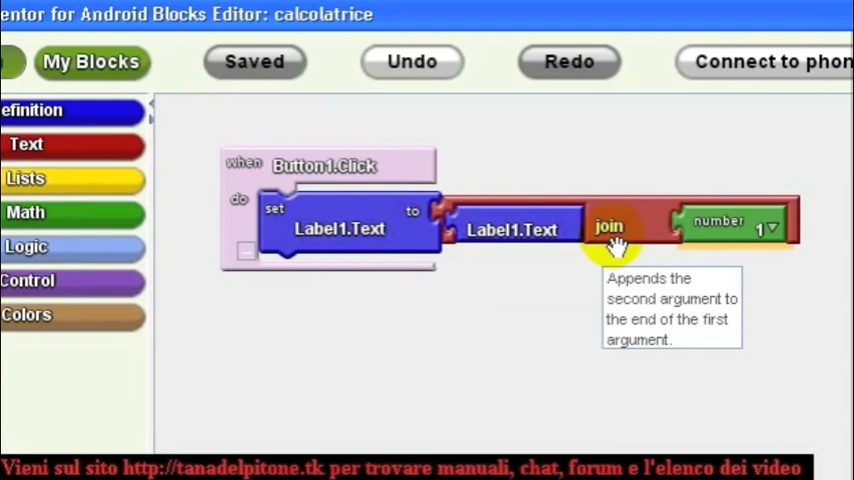 entor for Android Blocks Editor: calcolatrice
My Blocks
Saved
Undo
Redo
Connect to phon
efinition
Text
Lists
Math
Logic
Control
Colors
when Button1.Click
do
set Label1.Text to
Label1.Text
join
number 1
Appends the
second argument to
the end of the first
argument.
Vieni sul sito http://tanadelpitone.tk per trovare manuali, chat, forum e l'elenco dei video